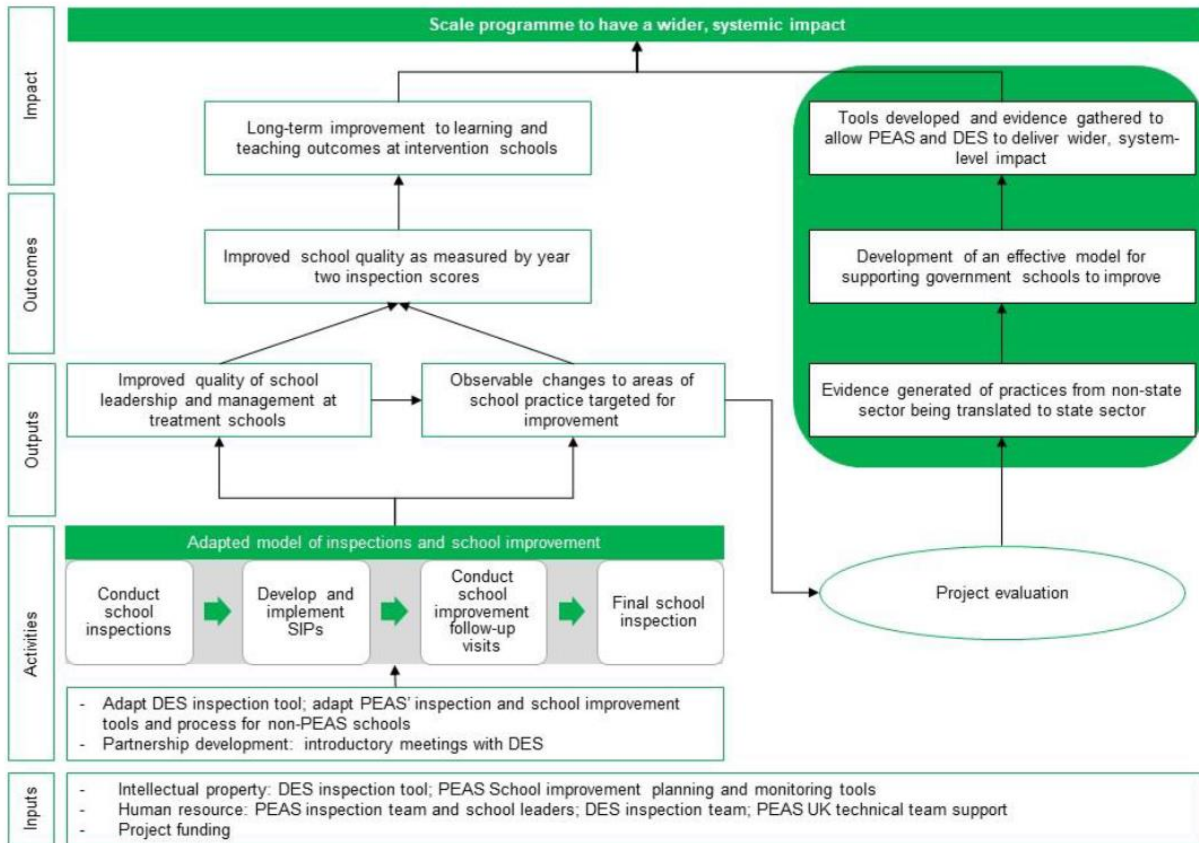 Scale programme to have a wider, systemic impact
Impact
Long-term improvement to learning and
teaching outcomes at intervention schools
Tools developed and evidence gathered to
allow PEAS and DES to deliver wider, system-
level impact
Outcomes
Improved school quality as measured by year
two inspection scores
Development of an effective model for
supporting government schools to improve
Outputs
Improved quality of school
leadership and management at
treatment schools
Observable changes to areas of
school practice targeted for
improvement
Evidence generated of practices from non-state
sector being translated to state
sector
Activities
Adapted model of inspections and school improvement
Conduct
school
inspections
Develop and
implement
SIPs
Conduct
school
improvement
follow-up
visits
Final school
inspection
Project evaluation
- Adapt DES inspection tool; adapt PEAS' inspection and school improvement
tools and process for non-PEAS schools
- Partnership development: introductory meetings with DES
Inputs
- Intellectual property: DES inspection tool; PEAS School improvement planning and monitoring tools
- Human resource: PEAS inspection team and school leaders; DES inspection team; PEAS UK technical team support
- Project funding